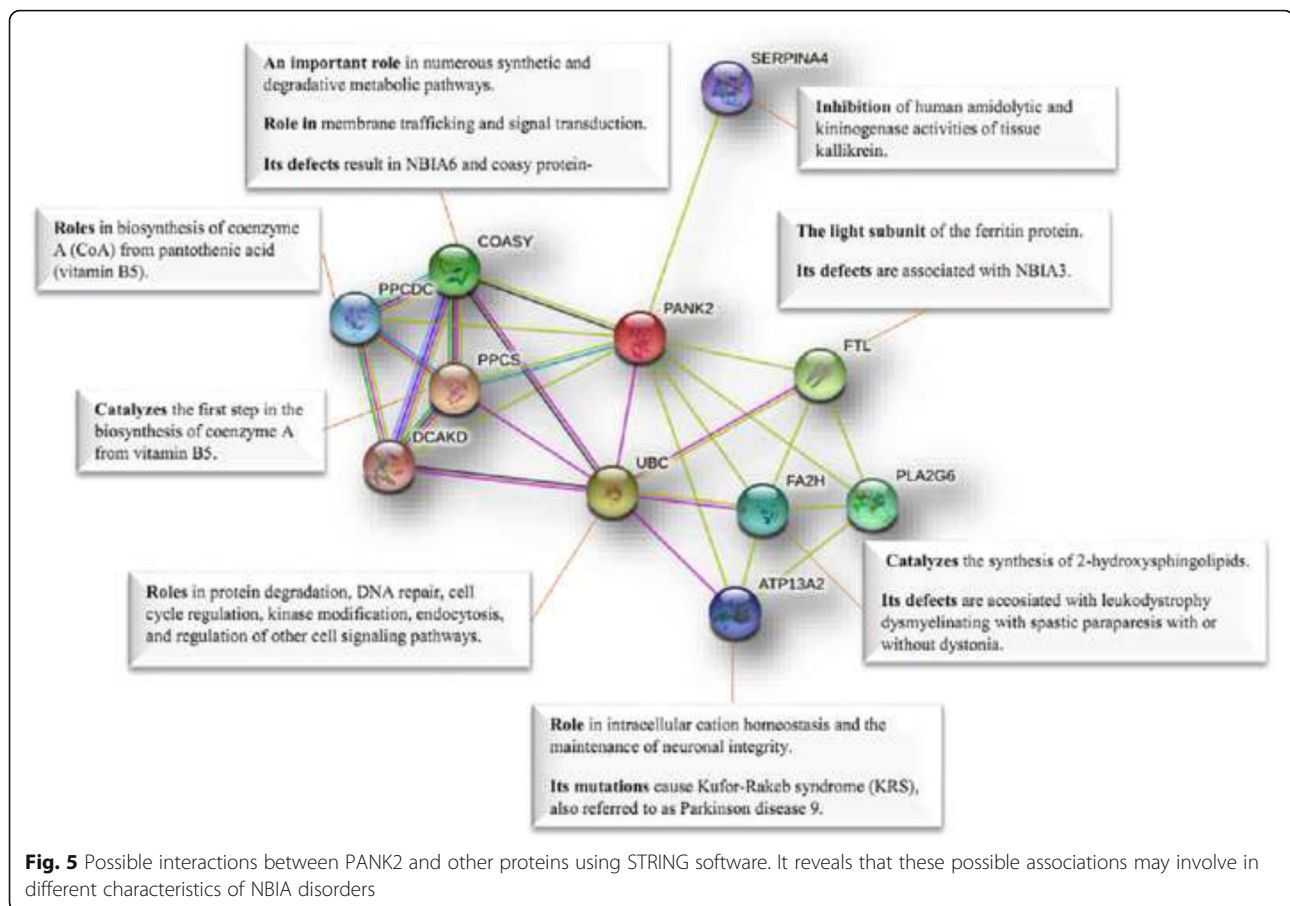 An important role in numerous synthetic and
degradative metabolic pathways.
Role in membrane trafficking and signal transduction.
Its defects result in NBIA6 and coasy protein-
SERPINA4
Inhibition of human amidolytic and
kininogenase activities of tissue
kallikrein.
Roles in biosynthesis of coenzyme
A (CoA) from pantothenic acid
(vitamin B5).
COASY
The light subunit of the ferritin protein.
Its defects are associated with NBIA3.
PPCDC
PANK2
FTL
PPCS
Catalyzes the first step in the
biosynthesis of coenzyme A
from vitamin B5.
DCAKD
UBC
FA2H
PLA2G6
Roles in protein degradation, DNA repair, cell
cycle regulation, kinase modification, endocytosis,
and regulation of other cell signaling pathways.
ATP13A2
Catalyzes the synthesis of 2-hydroxysphingolipids.
Its defects are accosiated with leukodystrophy
dysmyelinating with spastic paraparesis with or
without dystonia.
Role in intracellular cation homeostasis and the
maintenance of neuronal integrity.
Its mutations cause Kufor-Rakeb syndrome (KRS),
also referred to as Parkinson disease 9.
Fig. 5 Possible interactions between PANK2 and other proteins using STRING software. It reveals that these possible associations may involve in
different characteristics of NBIA disorders